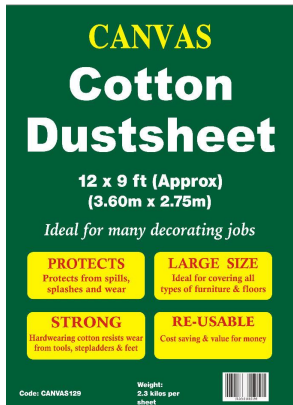 CANVAS
Cotton
Dustsheet
12 x 9 ft (Approx)
(3.60m x 2.75m)
Ideal for many decorating jobs
PROTECTS
Protects from spills,
splashes and wear
LARGE SIZE
Ideal for covering all
types of furniture & floors
STRONG
Hardwearing cotton resists wear
from tools, stepladders & feet
RE-USABLE
Cost saving & value for money
Code: CANVAS129
Weight:
2.3 kilos per
sheet